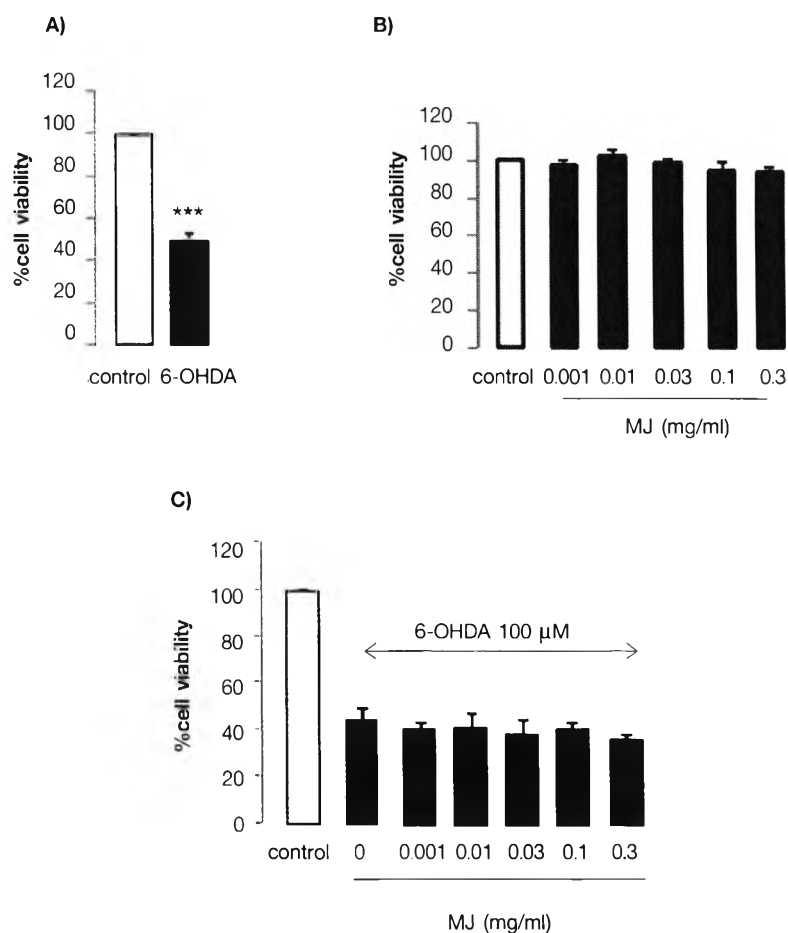 A)
120
100
80
60
40
20
0
%cell viability
***
control 6-OHDA
B)
120
100
80
60
40
20
0
%cell viability
control 0.001 0.01 0.03 0.1 0.3
MJ (mg/ml)
C)
120
100
80
60
40
20
0
%cell viability
6-OHDA 100 µM
control 0 0.001 0.01 0.03 0.1 0.3
MJ (mg/ml)